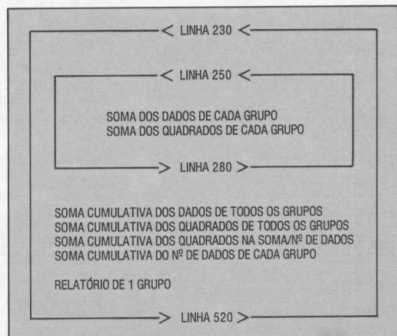 < LINHA 230 <
< LINHA 250 <
SOMA DOS DADOS DE CADA GRUPO
SOMA DOS QUADRADOS DE CADA GRUPO
> LINHA 280 >
SOMA CUMULATIVA DOS DADOS DE TODOS OS GRUPOS
SOMA CUMULATIVA DOS QUADRADOS DE TODOS OS GRUPOS
SOMA CUMULATIVA DOS QUADRADOS NA SOMA/Nº DE DADOS
SOMA CUMULATIVA DO Nº DE DADOS DE CADA GRUPO
RELATÓRIO DE 1 GRUPO
> LINHA 520 >